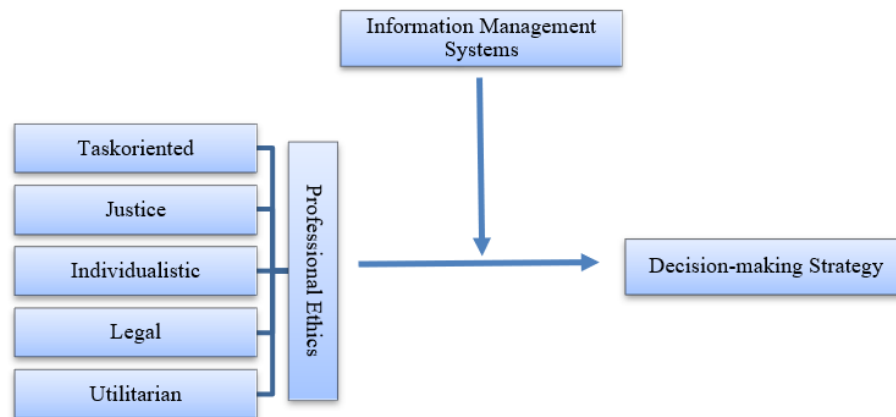 Information Management
Systems
Taskoriented
Justice
Individualistic
Legal
Utilitarian
Professional Ethics
Decision-making Strategy